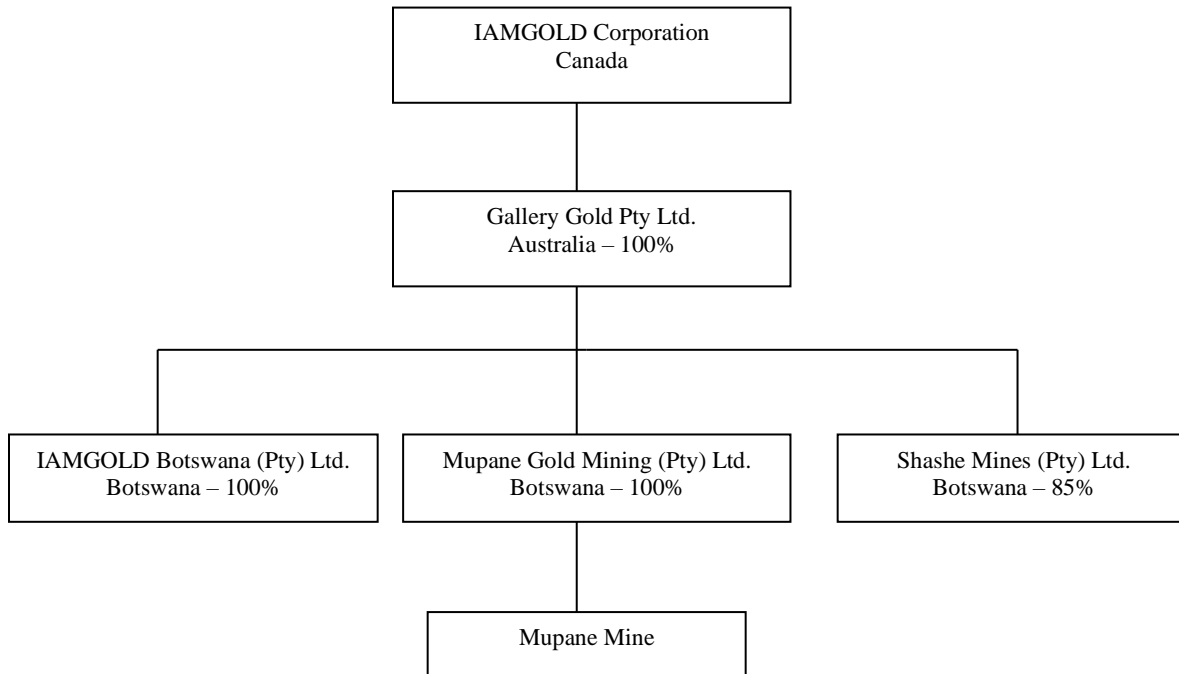 IAMGOLD Corporation
Canada
Gallery Gold Pty Ltd.
Australia – 100%
IAMGOLD Botswana (Pty) Ltd.
Botswana – 100%
Mupane Gold Mining (Pty) Ltd.
Botswana – 100%
Shashe Mines (Pty) Ltd.
Botswana – 85%
Mupane Mine